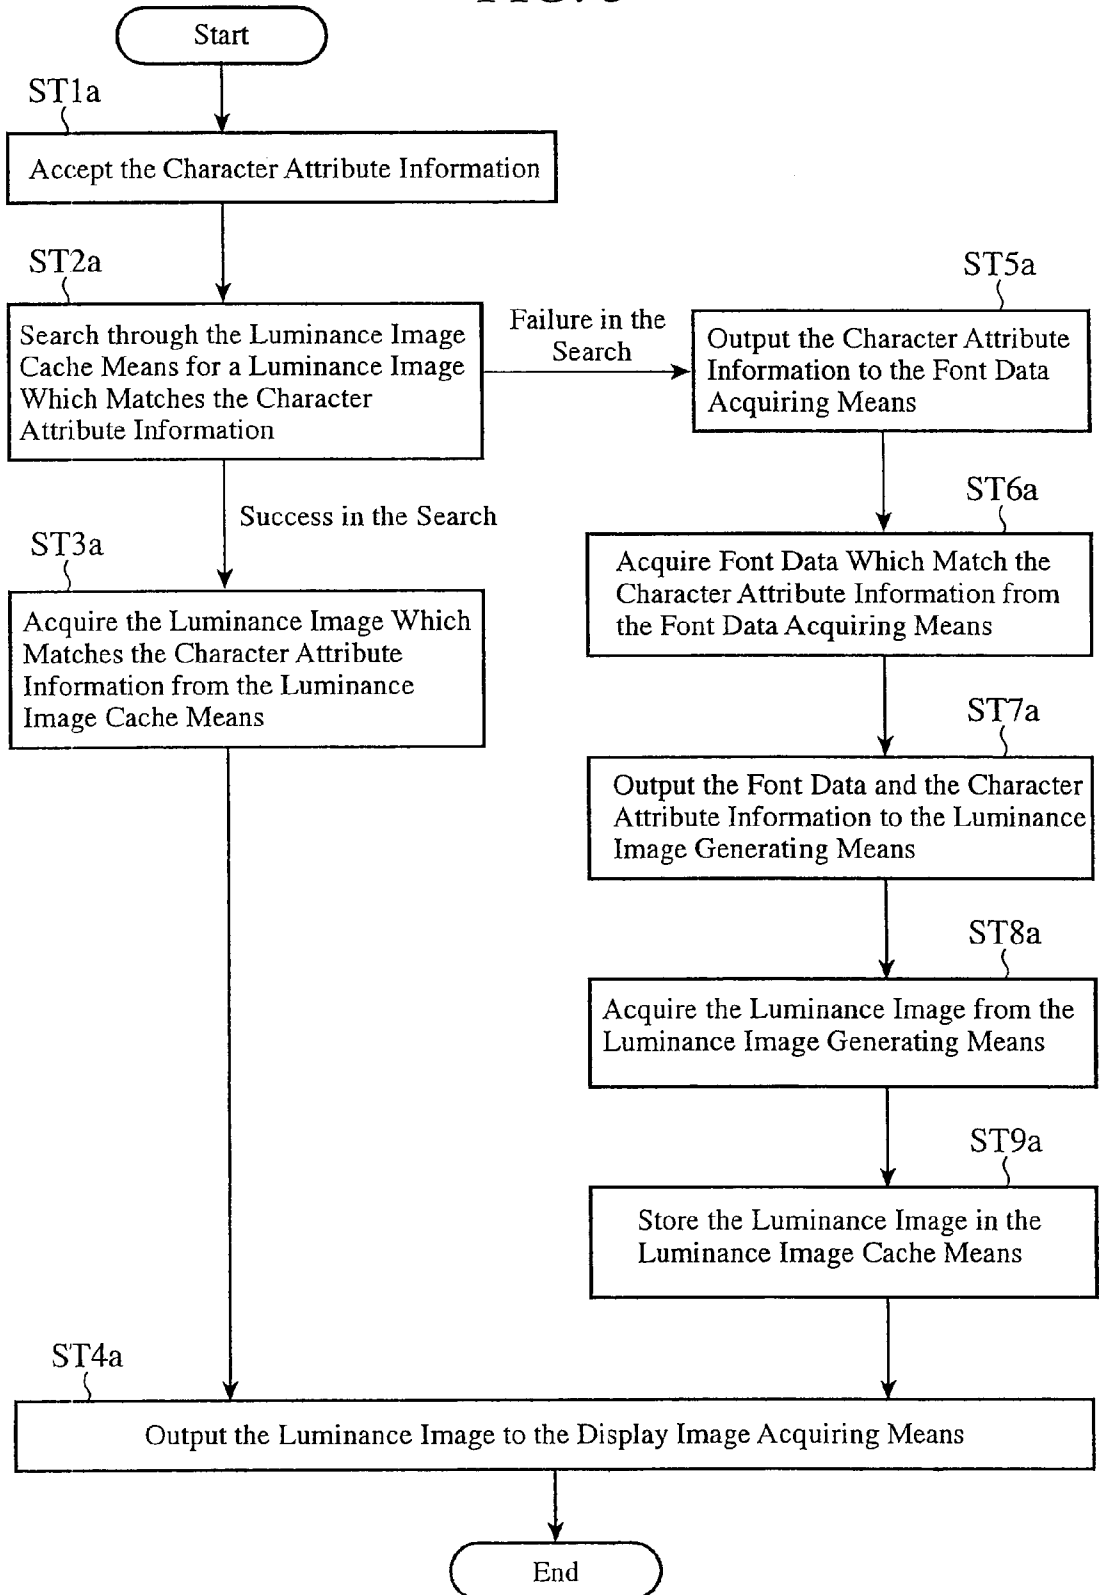 Start
ST1a
Accept the Character Attribute Information
ST2a
Search through the Luminance Image
Cache Means for a Luminance Image
Which Matches the Character
Attribute Information
Failure in the
Search
ST5a
Output the Character Attribute
Information to the Font Data
Acquiring Means
Success in the Search
ST3a
Acquire the Luminance Image Which
Matches the Character Attribute
Information from the Luminance
Image Cache Means
ST6a
Acquire Font Data Which Match the
Character Attribute Information from
the Font Data Acquiring Means
ST7a
Output the Font Data and the Character
Attribute Information to the Luminance
Image Generating Means
ST8a
Acquire the Luminance Image from the
Luminance Image Generating Means
ST9a
Store the Luminance Image in the
Luminance Image Cache Means
ST4a
Output the Luminance Image to the Display Image Acquiring Means
End